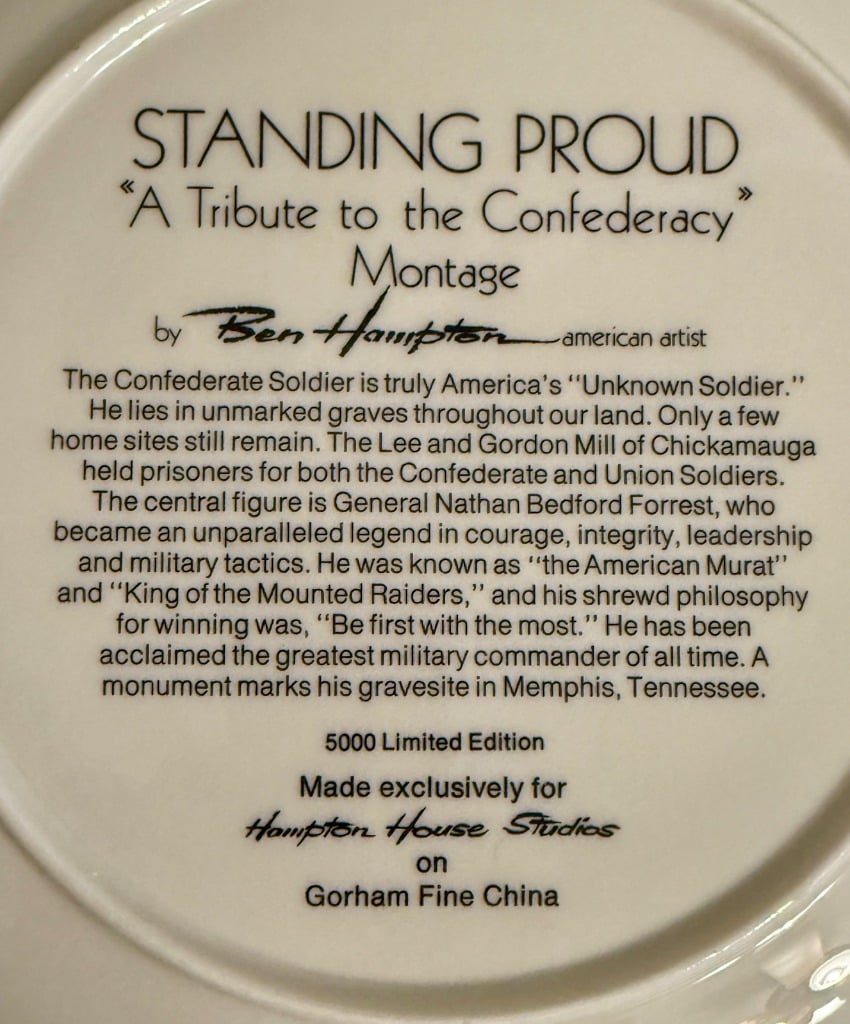 STANDING PROUD
“A Tribute to the Confederacy”
Montage
by Ben Hampton american artist
The Confederate Soldier is truly America's "Unknown Soldier."
He lies in unmarked graves throughout our land. Only a few
home sites still remain. The Lee and Gordon Mill of Chickamauga
held prisoners for both the Confederate and Union Soldiers.
The central figure is General Nathan Bedford Forrest, who
became an unparalleled legend in courage, integrity, leadership
and military tactics. He was known as "the American Murat"
and "King of the Mounted Raiders," and his shrewd philosophy
for winning was, "Be first with the most." He has been
acclaimed the greatest military commander of all time. A
monument marks his gravesite in Memphis, Tennessee.
5000 Limited Edition
Made exclusively for
Hampton House Studios
on
Gorham Fine China